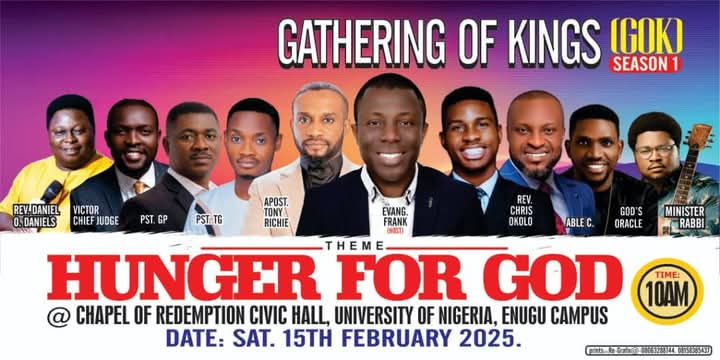 GATHERING OF KINGS (GOK)
SEASON 1
REV. DANIEL
O. DANIELS
VICTOR
CHIEF JUDGE
PST. GP
PST. TG
APOST.
TONY
RICHIE
EVANG.
FRANK
(HOST)
REV.
CHRIS
OKOLO
ABLE C.
GOD'S
ORACLE
MINISTER
RABBI
THEME
HUNGER FOR GOD
TIME:
10AM
@ CHAPEL OF REDEMPTION CIVIC HALL, UNIVERSITY OF NIGERIA, ENUGU CAMPUS
DATE: SAT. 15TH FEBRUARY 2025.